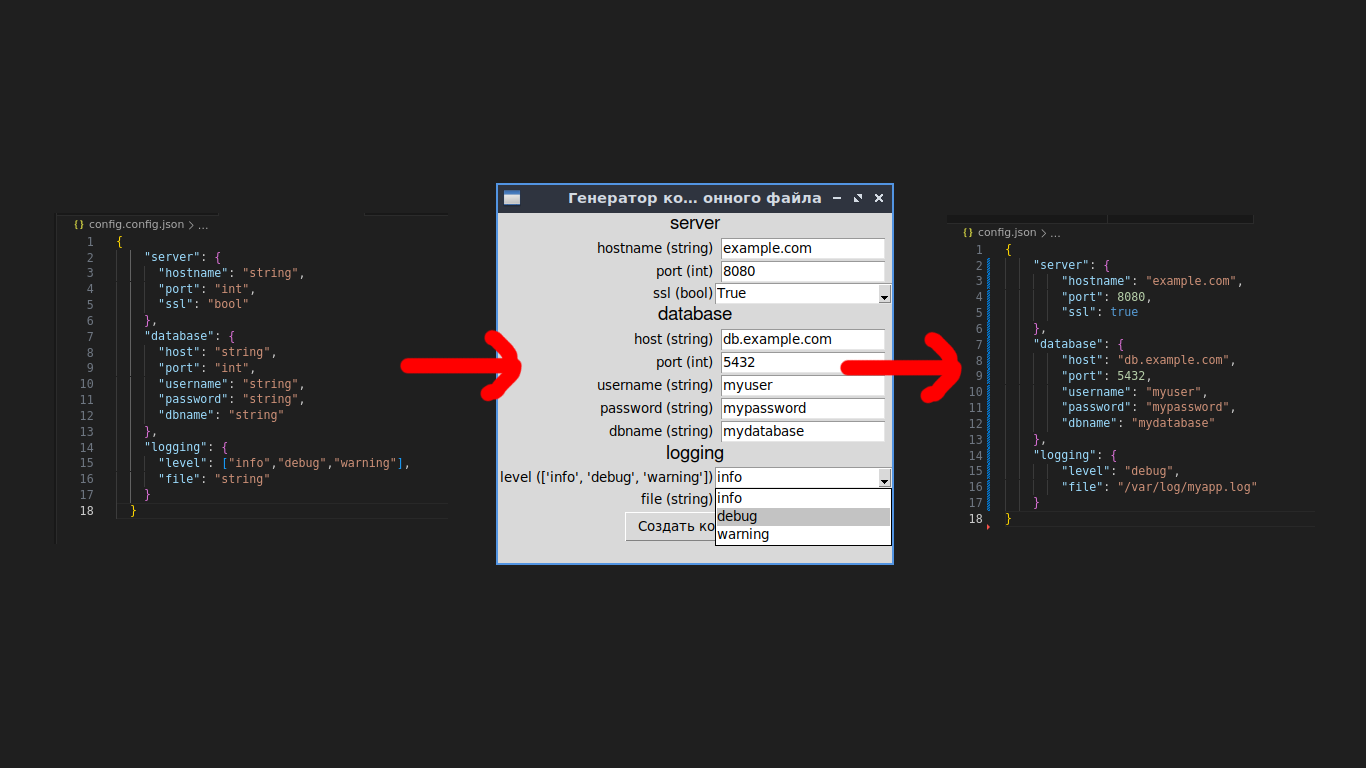 config.config.json > ...
1 {
2 "server": {
3 "hostname": "string",
4 "port": "int",
5 "ssl": "bool"
6 },
7 "database": {
8 "host": "string",
9 "port": "int",
10 "username": "string",
11 "password": "string",
12 "dbname": "string"
13 },
14 "logging": {
15 "level": ["info","debug","warning"],
16 "file": "string"
17 }
18 }
Генератор ко... онного файла
server
hostname (string) example.com
port (int) 8080
ssl (bool) True
database
host (string) db.example.com
port (int) 5432
username (string) myuser
password (string) mypassword
dbname (string) mydatabase
logging
level (['info', 'debug', 'warning']) info
file (string) info
debug
Создать ко
warning
config.json > ...
1 {
2 "server": {
3 "hostname": "example.com",
4 "port": 8080,
5 "ssl": true
6 },
7 "database": {
8 "host": "db.example.com",
9 "port": 5432,
10 "username": "myuser",
11 "password": "mypassword",
12 "dbname": "mydatabase"
13 },
14 "logging": {
15 "level": "debug",
16 "file": "/var/log/myapp.log"
17 }
18 }